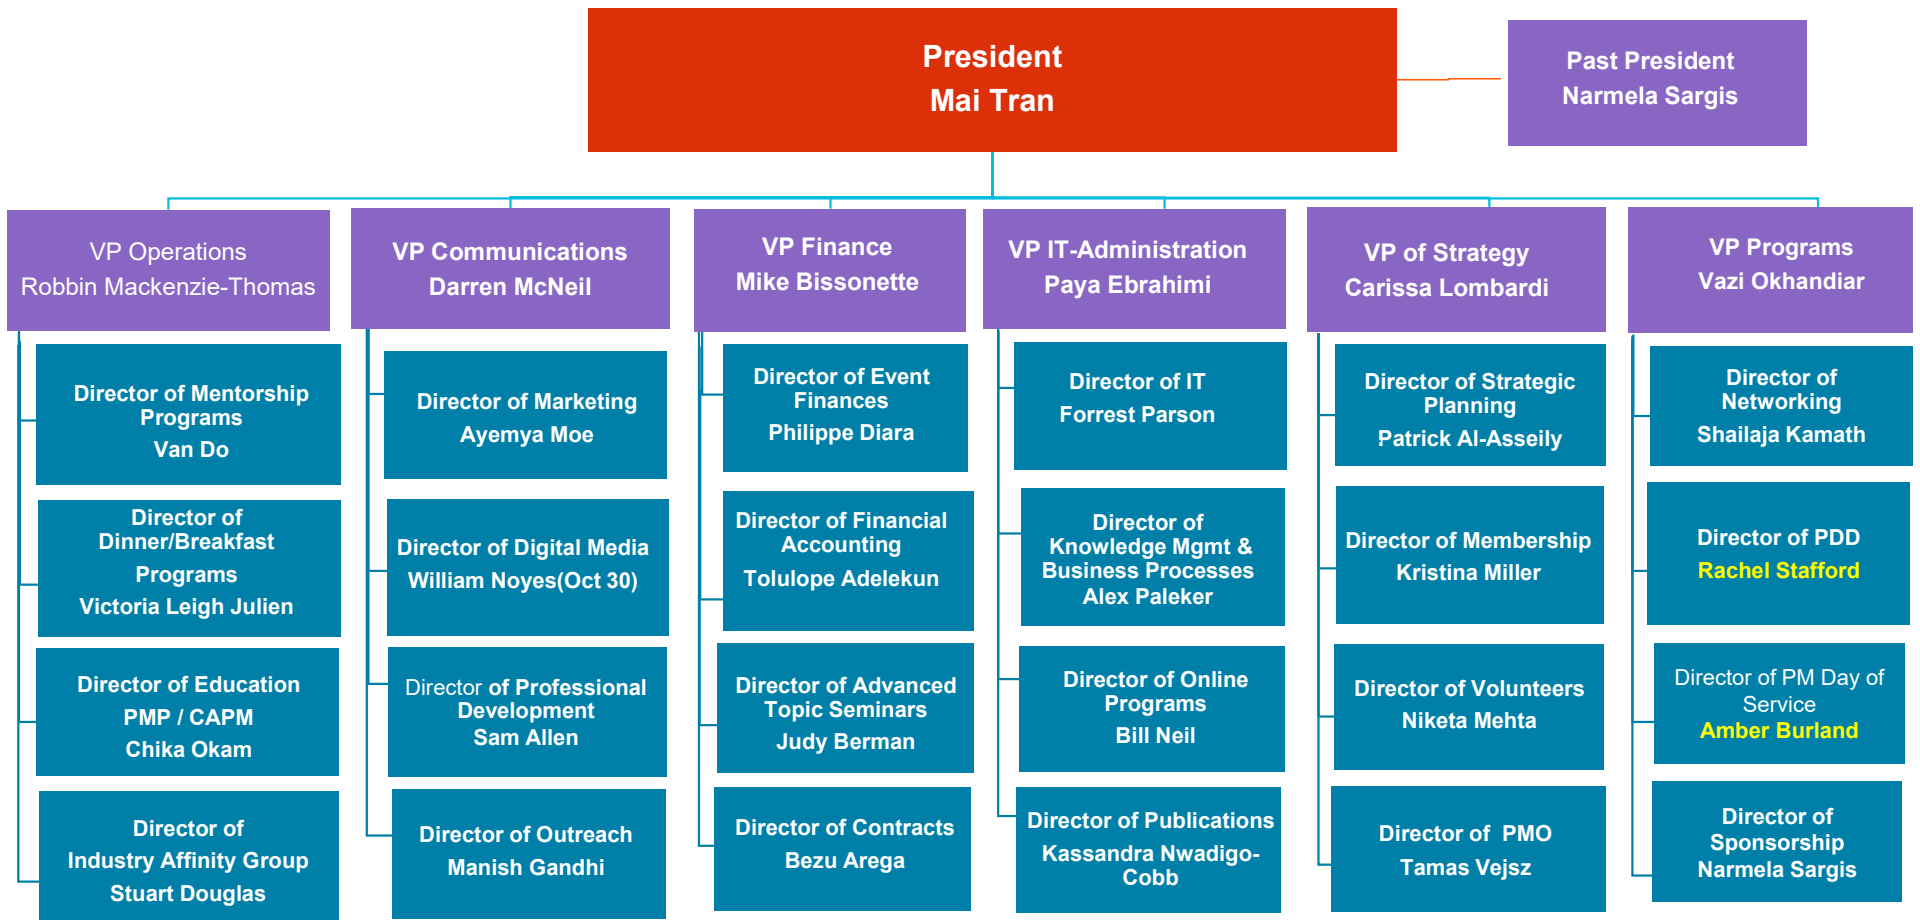 President
Mai Tran
Past President
Narmela Sargis
VP Operations
Robbin Mackenzie-Thomas
VP Communications
Darren McNeil
VP Finance
Mike Bissonette
VP IT-Administration
Paya Ebrahimi
VP of Strategy
Carissa Lombardi
VP Programs
Vazi Okhandiar
Director of Mentorship
Programs
Van Do
Director of
Dinner/Breakfast
Programs
Victoria Leigh Julien
Director of Education
PMP / CAPM
Chika Okam
Director of
Industry Affinity Group
Stuart Douglas
Director of Marketing
Ayemya Moe
Director of Digital Media
William Noyes(Oct 30)
Director of Professional
Development
Sam Allen
Director of Outreach
Manish Gandhi
Director of Event
Finances
Philippe Diara
Director of Financial
Accounting
Tolulope Adelekun
Director of Advanced
Topic Seminars
Judy Berman
Director of Contracts
Bezu Arega
Director of IT
Forrest Parson
Director of
Knowledge Mgmt &
Business Processes
Alex Paleker
Director of Online
Programs
Bill Neil
Director of Publications
Kassandra Nwadigo-
Cobb
Director of Strategic
Planning
Patrick Al-Asseily
Director of Membership
Kristina Miller
Director of Volunteers
Niketa Mehta
Director of PMO
Tamas Vejsz
Director of
Networking
Shailaja Kamath
Director of PDD
Rachel Stafford
Director of PM Day of
Service
Amber Burland
Director of
Sponsorship
Narmela Sargis